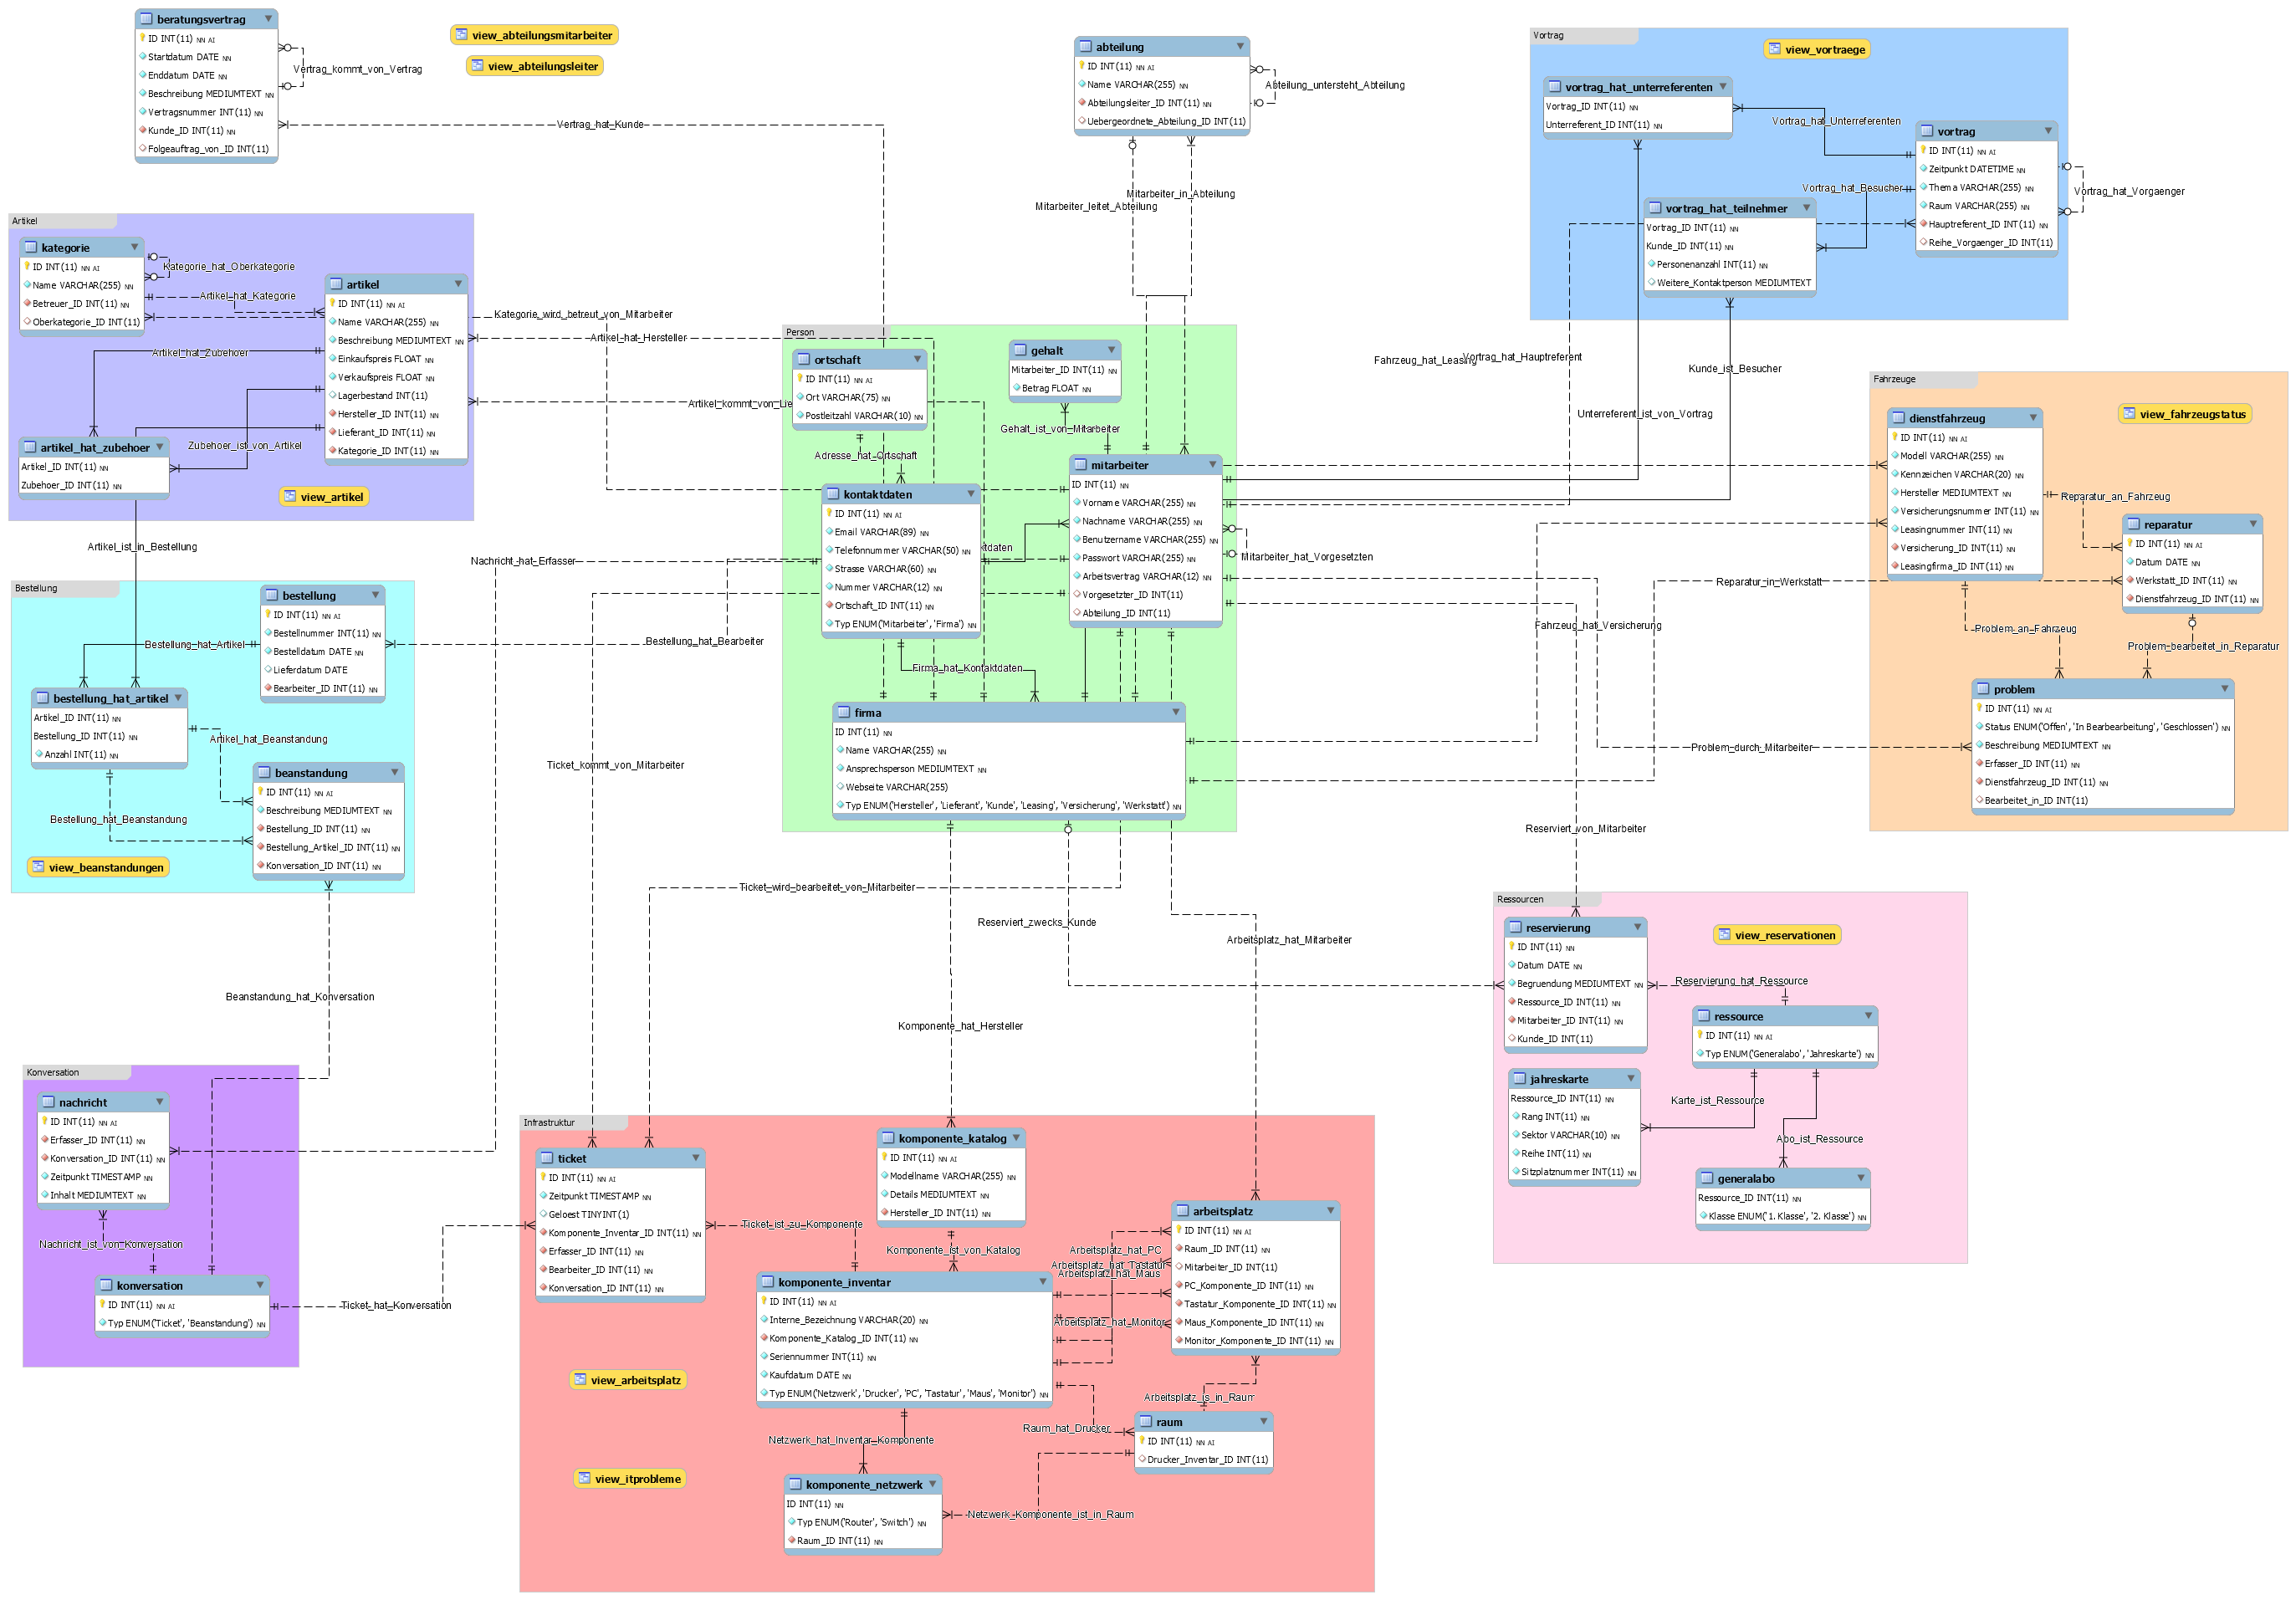 beratungsvertrag
ID INT(11) NN AI
Startdatum DATE NN
Enddatum DATE NN
Beschreibung MEDIUMTEXT NN
Vertragsnummer INT(11) NN
Kunde_ID INT(11) NN
Folgeauftrag_von_ID INT(11)
Vertrag_kommt_von_Vertrag
Vertrag_hat_Kunde
view_abteilungsmitarbeiter
view_abteilungsleiter
abteilung
ID INT(11) NN AI
Name VARCHAR(255) NN
Abteilungsleiter_ID INT(11) NN
Uebergeordnete_Abteilung_ID INT(11)
Abteilung_untersteht_Abteilung
Mitarbeiter_in_Abteilung
Mitarbeiter_leitet_Abteilung
Vortrag
view_vortraege
vortrag_hat_unterreferenten
Vortrag_ID INT(11) NN
Unterreferent_ID INT(11) NN
Vortrag_hat_Unterreferenten
vortrag
ID INT(11) NN AI
Zeitpunkt DATETIME NN
Thema VARCHAR(255) NN
Raum VARCHAR(255) NN
Hauptreferent_ID INT(11) NN
Reihe_Vorgaenger_ID INT(11)
Vortrag_hat_Vorgaenger
Vortrag_hat_Besucher
vortrag_hat_teilnehmer
Vortrag_ID INT(11) NN
Kunde_ID INT(11) NN
Personenanzahl INT(11) NN
Weitere_Kontaktperson MEDIUMTEXT
Artikel
kategorie
ID INT(11) NN AI
Name VARCHAR(255) NN
Betreuer_ID INT(11) NN
Oberkategorie_ID INT(11)
Kategorie_hat_Oberkategorie
Artikel_hat_Kategorie
artikel
ID INT(11) NN AI
Name VARCHAR(255) NN
Beschreibung MEDIUMTEXT NN
Einkaufspreis FLOAT NN
Verkaufspreis FLOAT NN
Lagerbestand INT(11)
Hersteller_ID INT(11) NN
Lieferant_ID INT(11) NN
Kategorie_ID INT(11) NN
Artikel_hat_Zubehoer
Zubehoer_ist_von_Artikel
artikel_hat_zubehoer
Artikel_ID INT(11) NN
Zubehoer_ID INT(11) NN
view_artikel
Kategorie_wird_betreut_von_Mitarbeiter
Artikel_hat_Hersteller
Artikel_kommt_von_Lie
Person
ortschaft
ID INT(11) NN AI
Ort VARCHAR(75) NN
Postleitzahl VARCHAR(10) NN
gehalt
Mitarbeiter_ID INT(11) NN
Betrag FLOAT NN
Gehalt_ist_von_Mitarbeiter
Adresse_hat_Ortschaft
kontaktdaten
ID INT(11) NN AI
Email VARCHAR(89) NN
Telefonnummer VARCHAR(50) NN
Strasse VARCHAR(60) NN
Nummer VARCHAR(12) NN
Ortschaft_ID INT(11) NN
Typ ENUM('Mitarbeiter', 'Firma') NN
ktdaten
mitarbeiter
ID INT(11) NN
Vorname VARCHAR(255) NN
Nachname VARCHAR(255) NN
Benutzername VARCHAR(255) NN
Passwort VARCHAR(255) NN
Arbeitsvertrag VARCHAR(12) NN
Vorgesetzter_ID INT(11)
Abteilung_ID INT(11)
Mitarbeiter_hat_Vorgesetzten
Firma_hat_Kontaktdaten
firma
ID INT(11) NN
Name VARCHAR(255) NN
Ansprechsperson MEDIUMTEXT NN
Webseite VARCHAR(255)
Typ ENUM('Hersteller', 'Lieferant', 'Kunde', 'Leasing', 'Versicherung', 'Werkstatt') NN
Fahrzeug_hat_Leasing
Vortrag_hat_Hauptreferent
Kunde_ist_Besucher
Unterreferent_ist_von_Vortrag
Fahrzeuge
view_fahrzeugstatus
dienstfahrzeug
ID INT(11) NN AI
Modell VARCHAR(255) NN
Kennzeichen VARCHAR(20) NN
Hersteller MEDIUMTEXT NN
Versicherungsnummer INT(11) NN
Leasingnummer INT(11) NN
Versicherung_ID INT(11) NN
Leasingfirma_ID INT(11) NN
Reparatur_an_Fahrzeug
reparatur
ID INT(11) NN AI
Datum DATE NN
Werkstatt_ID INT(11) NN
Dienstfahrzeug_ID INT(11) NN
Reparatur_in_Werkstatt
Fahrzeug_hat_Versicherung
Problem_an_Fahrzeug
Problem_bearbeitet_in_Reparatur
problem
ID INT(11) NN AI
Status ENUM('Offen', 'In Bearbearbeitung', 'Geschlossen') NN
Beschreibung MEDIUMTEXT NN
Erfasser_ID INT(11) NN
Dienstfahrzeug_ID INT(11) NN
Bearbeitet_in_ID INT(11)
Problem_durch_Mitarbeiter
Reserviert_von_Mitarbeiter
Artikel_ist_in_Bestellung
Nachricht_hat_Erfasser
Bestellung
bestellung
ID INT(11) NN AI
Bestellnummer INT(11) NN
Bestelldatum DATE NN
Lieferdatum DATE
Bearbeiter_ID INT(11) NN
Bestellung_hat_Artikel
Bestellung_hat_Bearbeiter
bestellung_hat_artikel
Artikel_ID INT(11) NN
Bestellung_ID INT(11) NN
Anzahl INT(11) NN
Artikel_hat_Beanstandung
beanstandung
ID INT(11) NN AI
Beschreibung MEDIUMTEXT NN
Bestellung_ID INT(11) NN
Bestellung_Artikel_ID INT(11) NN
Konversation_ID INT(11) NN
Bestellung_hat_Beanstandung
view_beanstandungen
Ticket_kommt_von_Mitarbeiter
Ticket_wird_bearbeitet_von_Mitarbeiter
Reserviert_zwecks_Kunde
Arbeitsplatz_hat_Mitarbeiter
Beanstandung_hat_Konversation
Komponente_hat_Hersteller
Ressourcen
reservierung
ID INT(11) NN
Datum DATE NN
Begruendung MEDIUMTEXT NN
Ressource_ID INT(11) NN
Mitarbeiter_ID INT(11) NN
Kunde_ID INT(11)
view_reservationen
Reservierung_hat_Ressource
ressource
ID INT(11) NN AI
Typ ENUM('Generalabo', 'Jahreskarte') NN
jahreskarte
Ressource_ID INT(11) NN
Rang INT(11) NN
Sektor VARCHAR(10) NN
Reihe INT(11) NN
Sitzplatznummer INT(11) NN
Karte_ist_Ressource
Abo_ist_Ressource
generalabo
Ressource_ID INT(11) NN
Klasse ENUM('1. Klasse', '2. Klasse') NN
Konversation
nachricht
ID INT(11) NN AI
Erfasser_ID INT(11) NN
Konversation_ID INT(11) NN
Zeitpunkt TIMESTAMP NN
Inhalt MEDIUMTEXT NN
Nachricht_ist_von_Konversation
konversation
ID INT(11) NN AI
Typ ENUM('Ticket', 'Beanstandung') NN
Ticket_hat_Konversation
Infrastruktur
ticket
ID INT(11) NN AI
Zeitpunkt TIMESTAMP NN
Geloest TINYINT(1)
Komponente_Inventar_ID INT(11) NN
Erfasser_ID INT(11) NN
Bearbeiter_ID INT(11) NN
Konversation_ID INT(11) NN
Ticket_ist_zu_Komponente
komponente_katalog
ID INT(11) NN AI
Modellname VARCHAR(255) NN
Details MEDIUMTEXT NN
Hersteller_ID INT(11) NN
Komponente_ist_von_Katalog
komponente_inventar
ID INT(11) NN AI
Interne_Bezeichnung VARCHAR(20) NN
Komponente_Katalog_ID INT(11) NN
Seriennummer INT(11) NN
Kaufdatum DATE NN
Typ ENUM('Netzwerk', 'Drucker', 'PC', 'Tastatur', 'Maus', 'Monitor') NN
Arbeitsplatz_hat_PC
Arbeitsplatz_hat_Tastatur
Arbeitsplatz_hat_Maus
Arbeitsplatz_hat_Monitor
arbeitsplatz
ID INT(11) NN AI
Raum_ID INT(11) NN
Mitarbeiter_ID INT(11)
PC_Komponente_ID INT(11) NN
Tastatur_Komponente_ID INT(11) NN
Maus_Komponente_ID INT(11) NN
Monitor_Komponente_ID INT(11) NN
Arbeitsplatz_is_in_Raum
view_arbeitsplatz
Raum_hat_Drucker
raum
ID INT(11) NN AI
Drucker_Inventar_ID INT(11)
Netzwerk_hat_Inventar_Komponente
view_itprobleme
komponente_netzwerk
ID INT(11) NN
Typ ENUM('Router', 'Switch') NN
Raum_ID INT(11) NN
Netzwerk_Komponente_ist_in_Raum